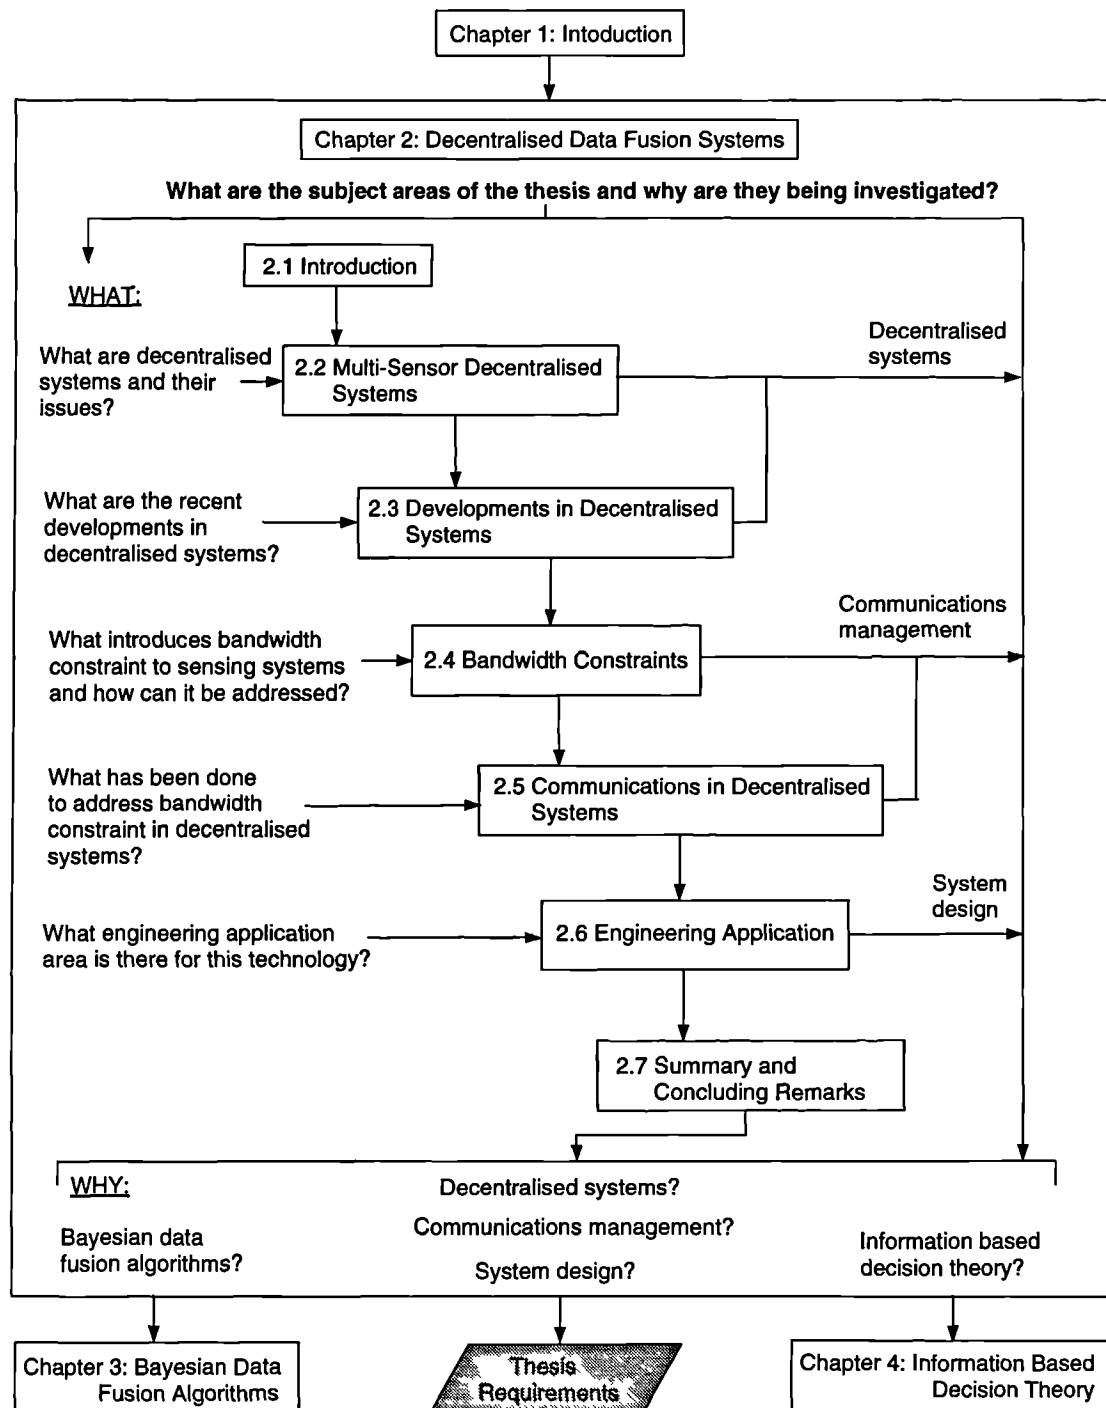 Chapter 1: Intoduction
Chapter 2: Decentralised Data Fusion Systems
What are the subject areas of the thesis and why are they being investigated?
2.1 Introduction
WHAT:
What are decentralised
systems and their
issues?
2.2 Multi-Sensor Decentralised
Systems
Decentralised
systems
What are the recent
developments in
decentralised systems?
2.3 Developments in Decentralised
Systems
What introduces bandwidth
constraint to sensing systems
and how can it be addressed?
2.4 Bandwidth Constraints
Communications
management
What has been done
to address bandwidth
constraint in decentralised
systems?
2.5 Communications in Decentralised
Systems
What engineering application
area is there for this technology?
2.6 Engineering Application
System
design
2.7 Summary and
Concluding Remarks
WHY:
Decentralised systems?
Communications management?
System design?
Bayesian data
fusion algorithms?
Information based
decision theory?
Chapter 3: Bayesian Data
Fusion Algorithms
Thesis
Requirements
Chapter 4: Information Based
Decision Theory